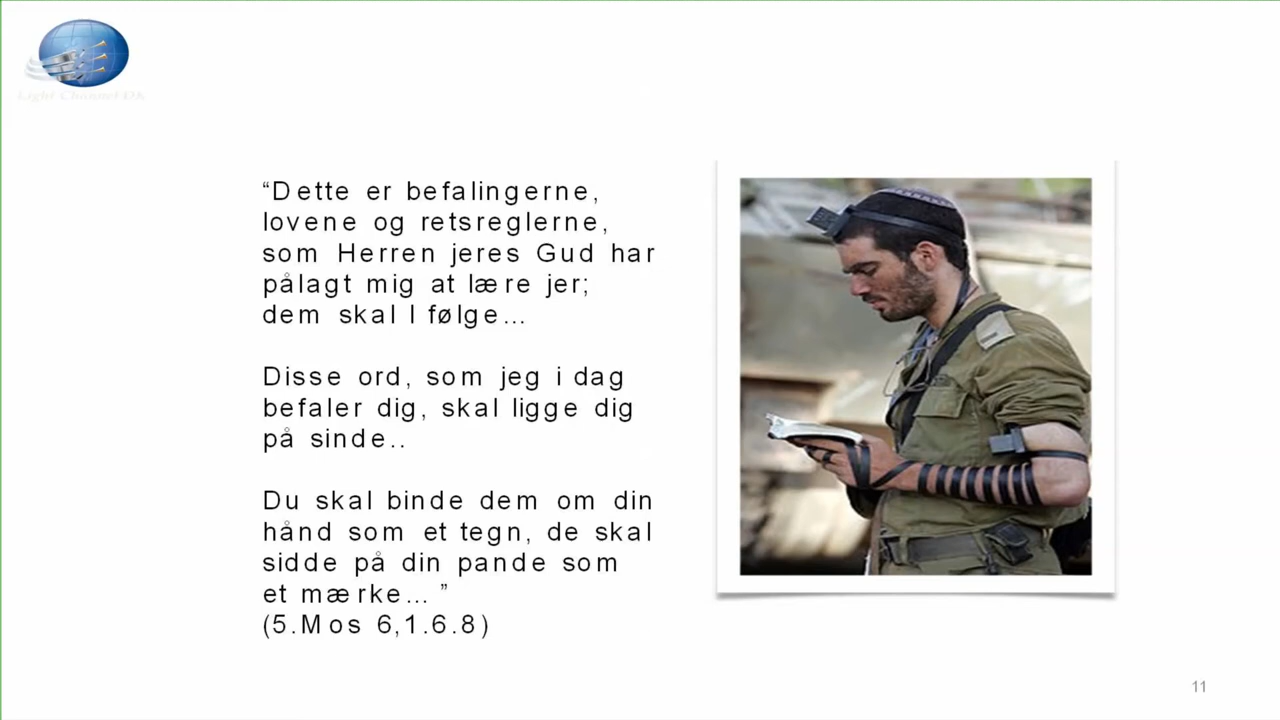 Light Channel DK
“Dette er befalingerne,
lovene og retsreglerne,
som Herren jeres Gud har
pålagt mig at lære jer;
dem skal I følge…
Disse ord, som jeg i dag
befaler dig, skal ligge dig
på sinde..
Du skal binde dem om din
hånd som et tegn, de skal
sidde på din pande som
et mærke… ”
(5.Mos 6,1.6.8)
11